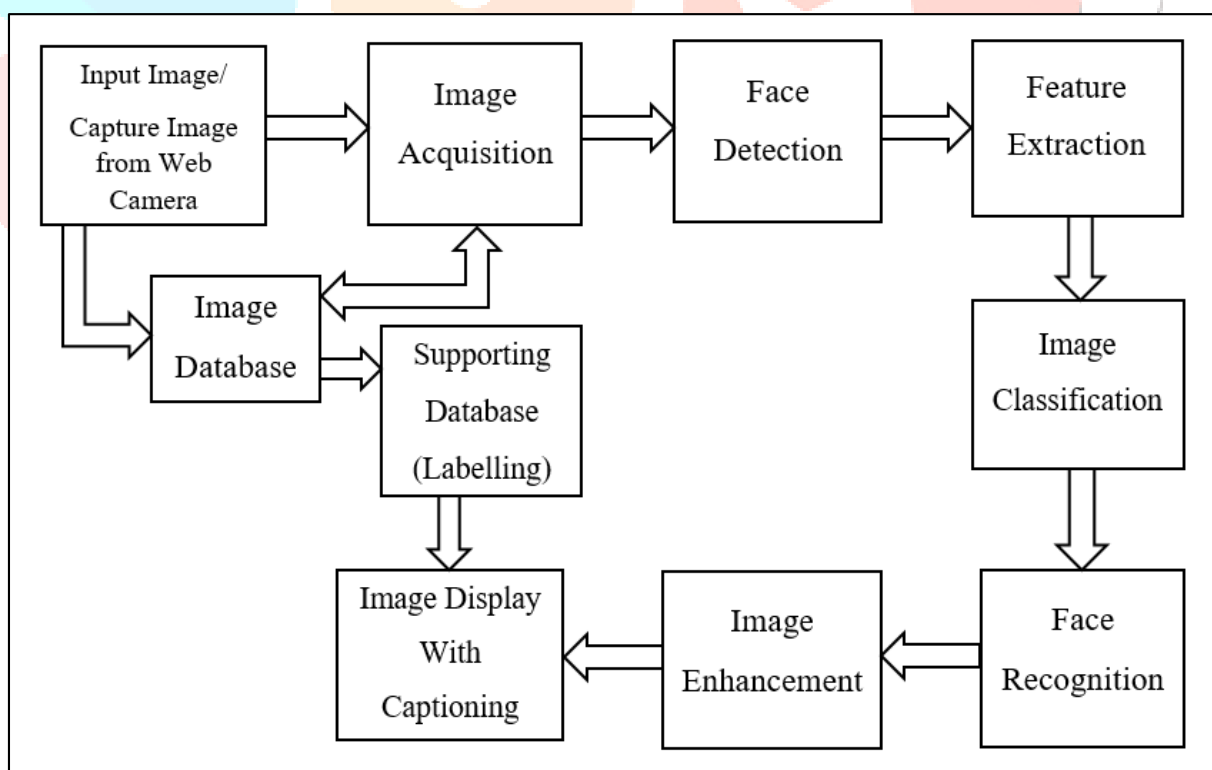 Input Image/
Capture Image
from Web
Camera
Image
Acquisition
Face
Detection
Feature
Extraction
Image
Database
Supporting
Database
(Labelling)
Image
Classification
Image Display
With
Captioning
Image
Enhancement
Face
Recognition